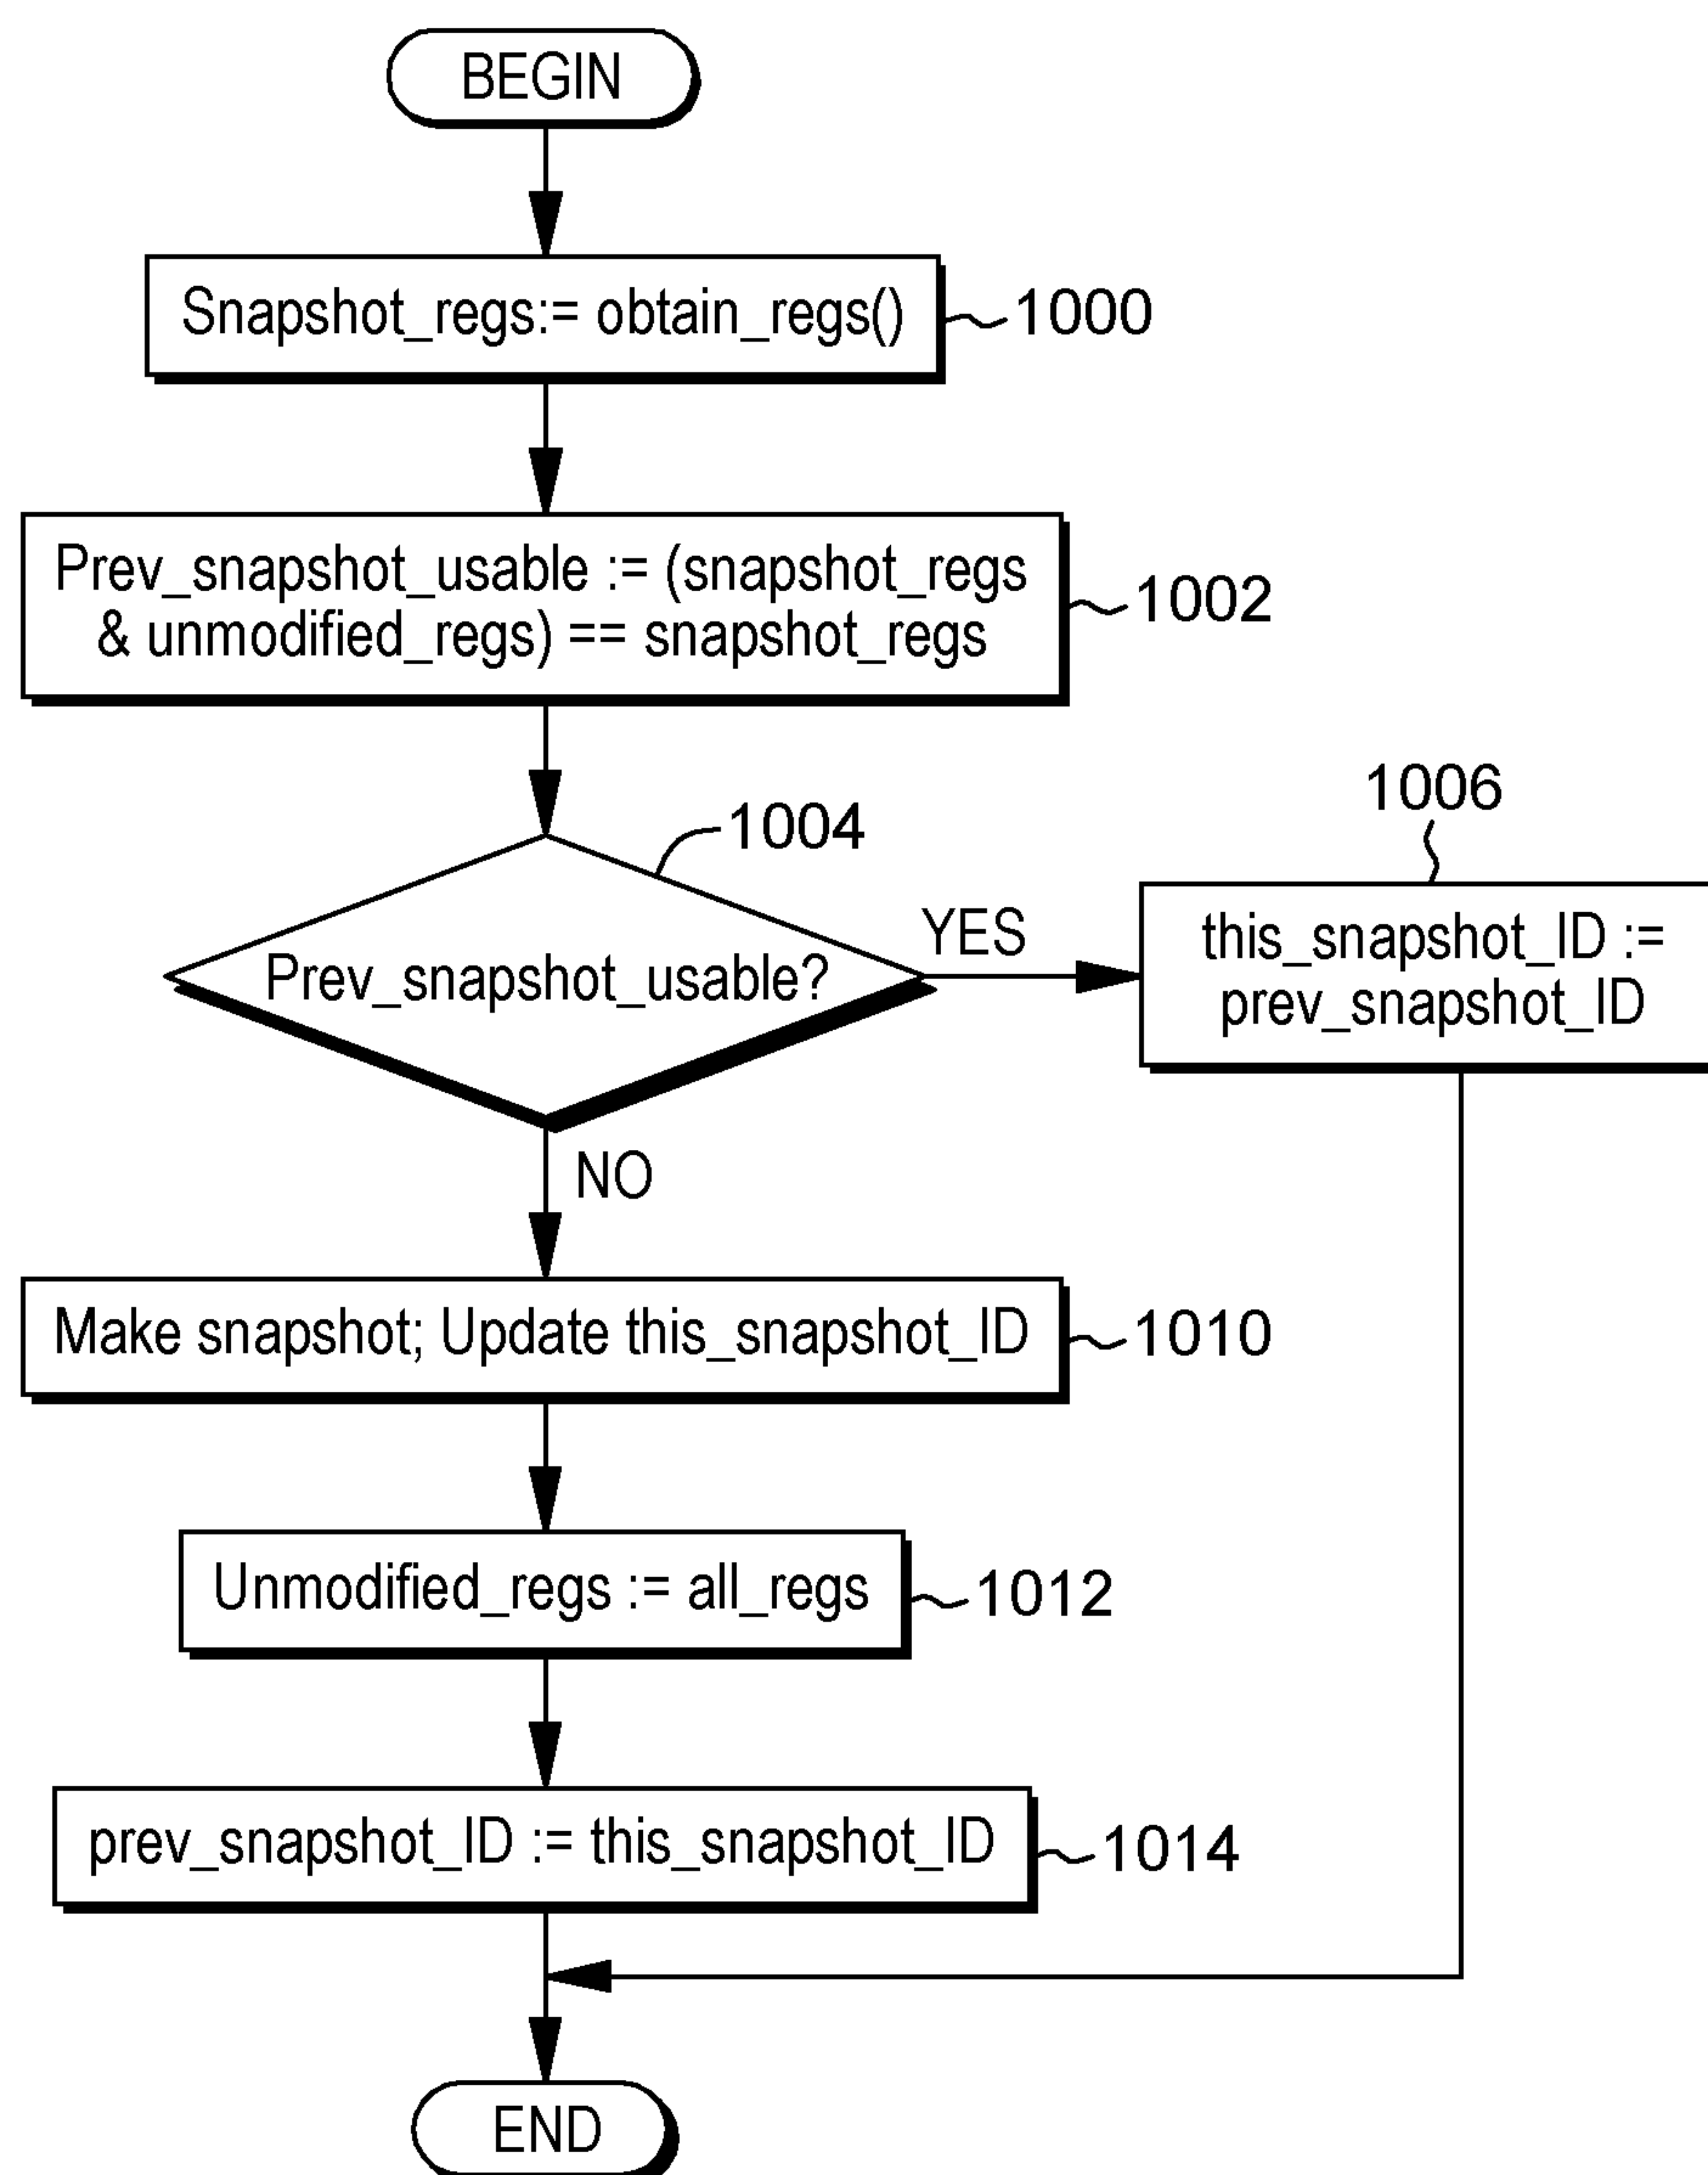 BEGIN
Snapshot_regs:= obtain_regs()
1000
Prev_snapshot_usable := (snapshot_regs
& unmodified_regs) == snapshot_regs
1002
1004
Prev_snapshot_usable?
YES
1006
this_snapshot_ID :=
prev_snapshot_ID
NO
Make snapshot; Update this_snapshot_ID
1010
Unmodified_regs := all_regs
1012
prev_snapshot_ID := this_snapshot_ID
1014
END